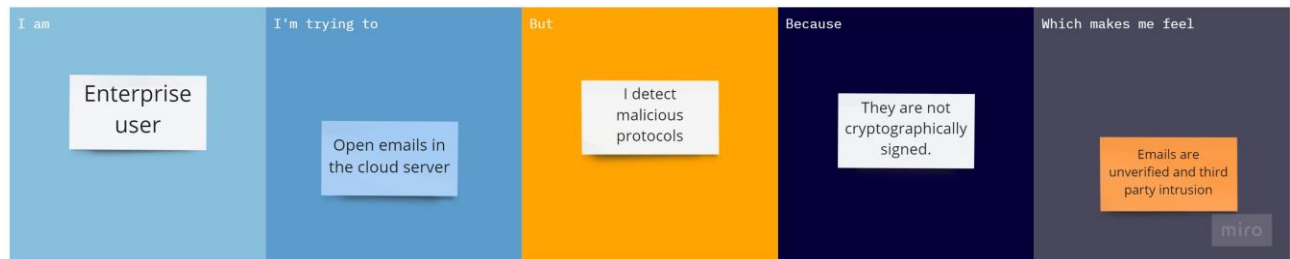 I am
Enterprise
user
I'm trying to
Open emails in
the cloud server
But
I detect
malicious
protocols
Because
They are not
cryptographically
signed.
Which makes me feel
Emails are
unverified and third
party intrusion
miro